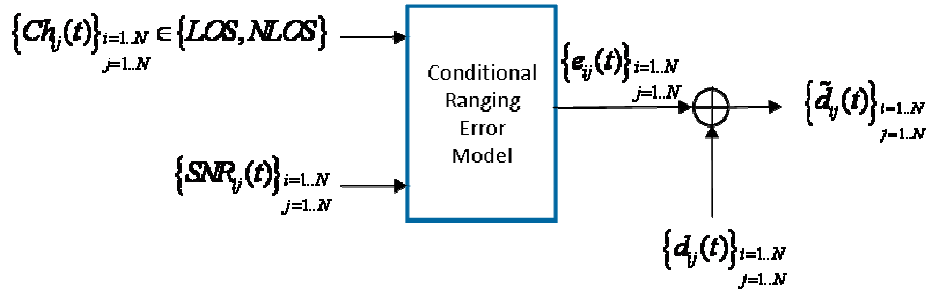 {Ch_ij(t)}_{i=1..N j=1..N} ∈ {LOS, NLOS}
Conditional
Ranging
Error
Model
{e_ij(t)}_{i=1..N j=1..N}
{d̃_ij(t)}_{i=1..N j=1..N}
{SNR_ij(t)}_{i=1..N j=1..N}
{d_ij(t)}_{i=1..N j=1..N}